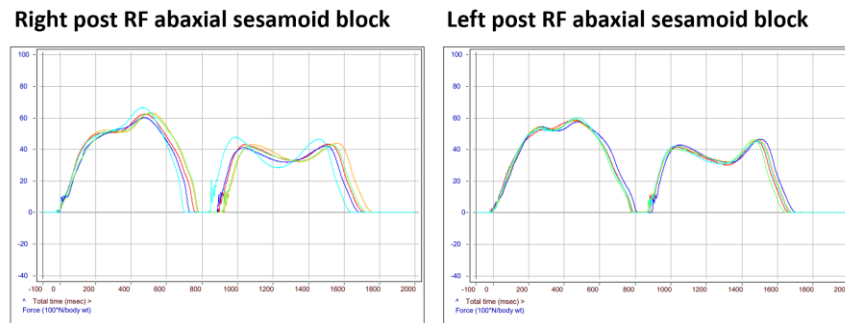 Right post RF abaxial sesamoid block
Left post RF abaxial sesamoid block
100
80
60
40
20
0
-20
-40
-100 0 200 400 600 800 1000 1200 1400 1600 1800 2000
^ Total time (msec) >
Force (100*N/body wt)
100
80
60
40
20
0
-20
-40
-100 0 200 400 600 800 1000 1200 1400 1600 1800 2000
^ Total time (msec) >
Force (100*N/body wt)